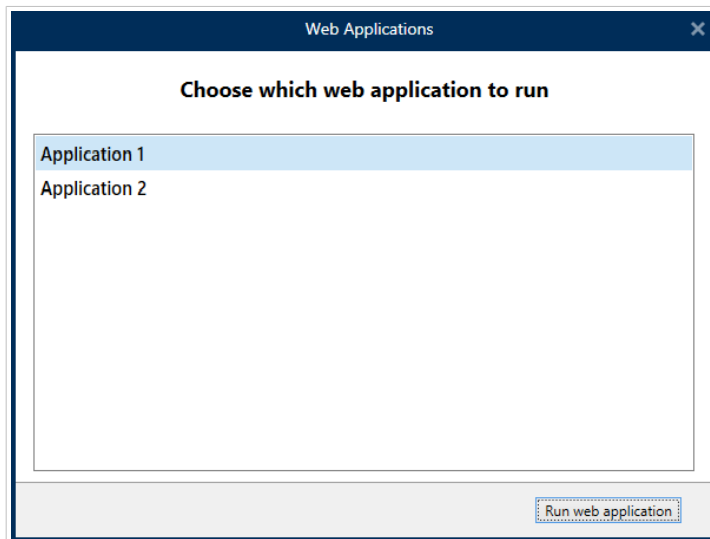 Web Applications
Choose which web application to run
Application 1
Application 2
Run web application